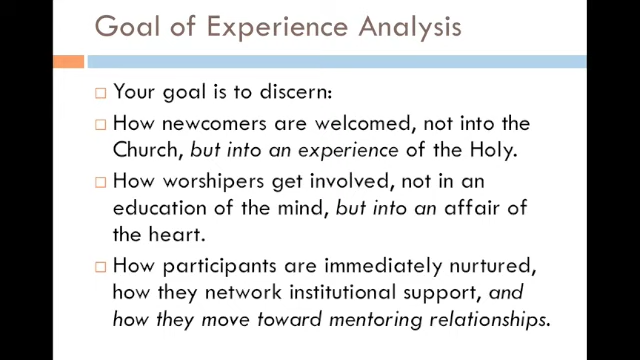 Goal of Experience Analysis
Your goal is to discern:
How newcomers are welcomed, not into the
Church, but into an experience of the Holy.
How worshipers get involved, not in an
education of the mind, but into an affair of
the heart.
How participants are immediately nurtured,
how they network institutional support, and
how they move toward mentoring relationships.